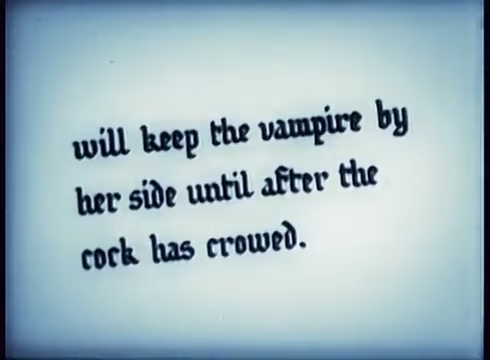 will keep the vampire by
her side until after the
cock has crowed.